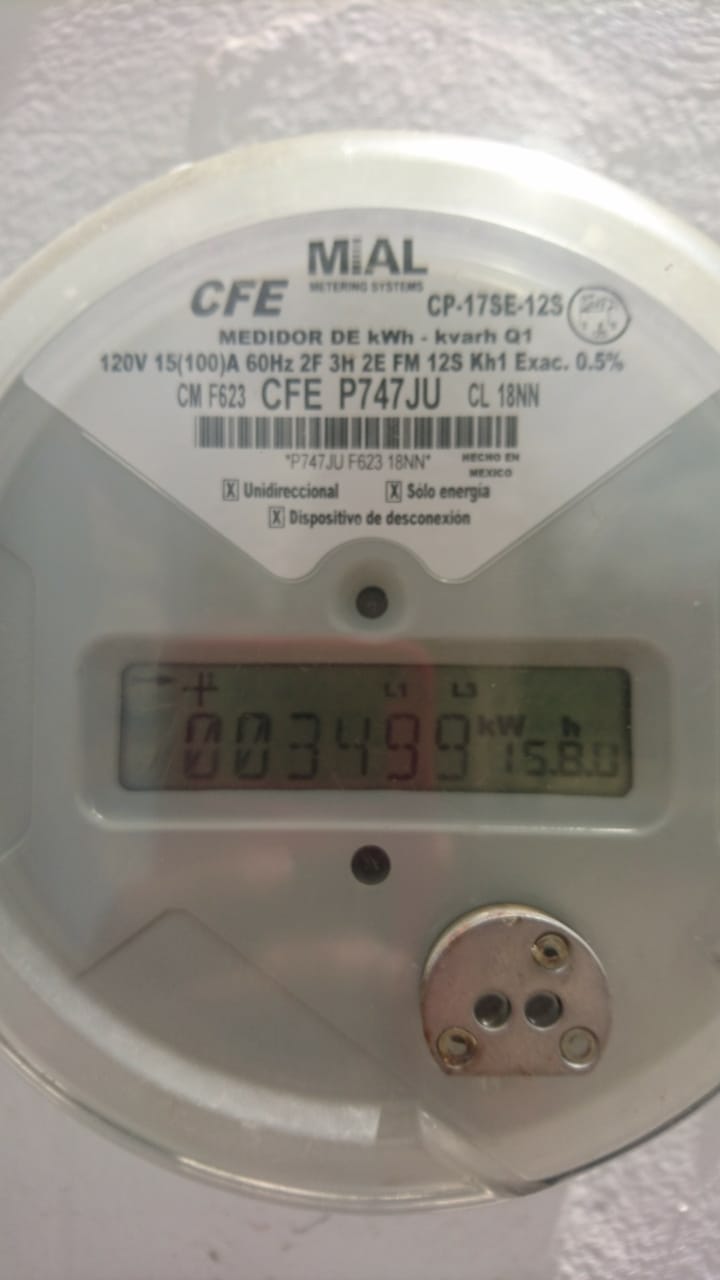 MIAL
METERING SYSTEMS
CFE
CP-17SE-12S
MEDIDOR DE kWh - kvarh Q1
120V 15(100)A 60Hz 2F 3H 2E FM 12S Kh1 Exac. 0.5%
CM F623 CFE P747JU CL 18NN
*P747JU F623 18NN*
HECHO EN
MEXICO
X Unidireccional X Sólo energía
X Dispositivo de desconexión
L1 L3
003499 kW h
15.8.0